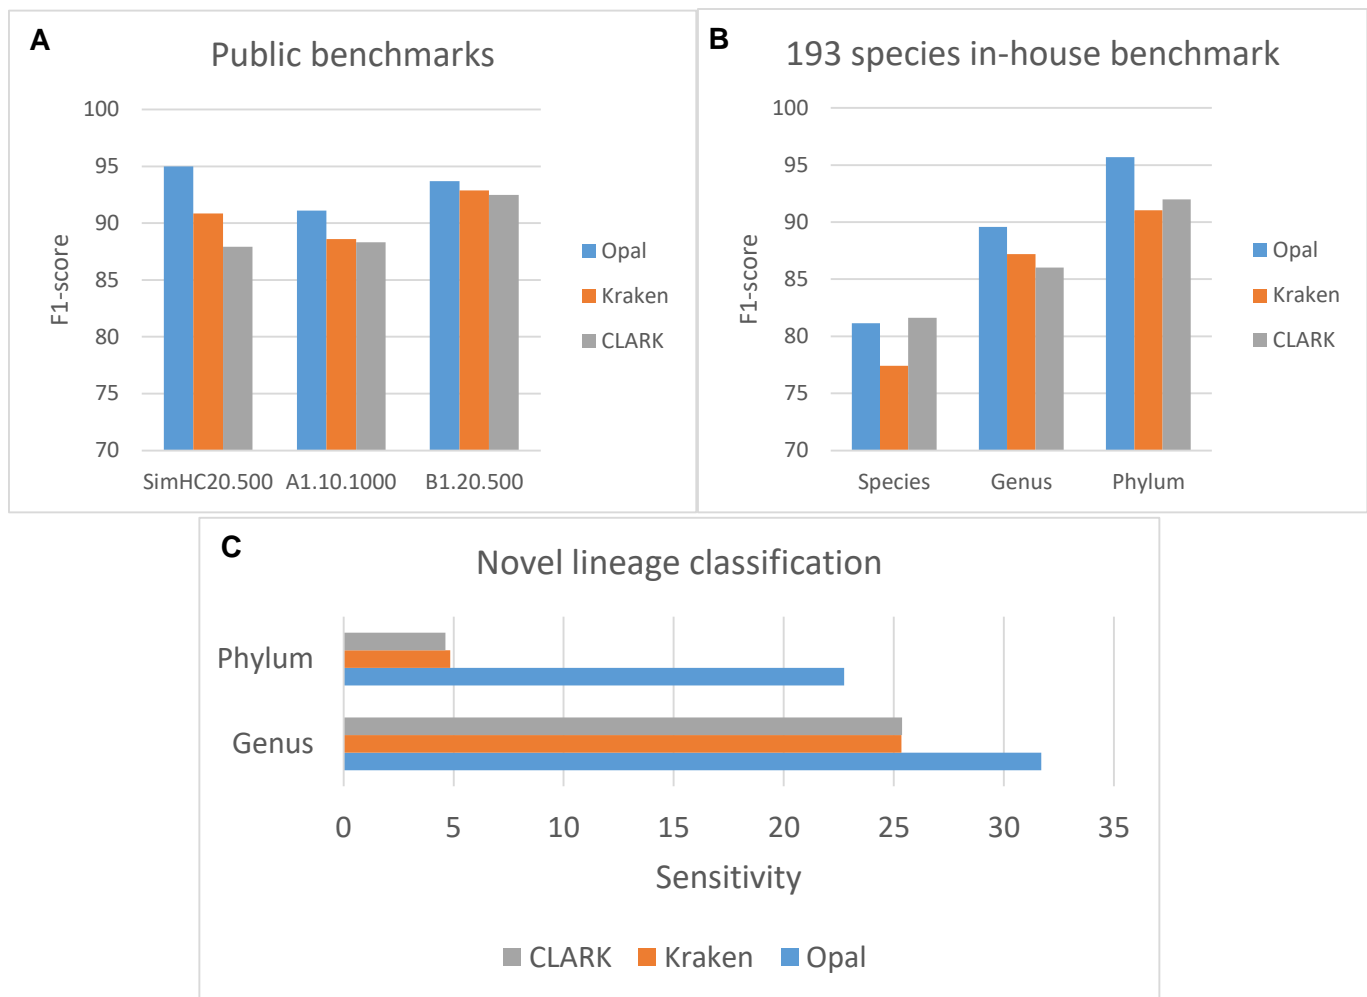 A
Public benchmarks
100
95
90
85
80
75
70
F1-score
SimHC20.500 A1.10.1000 B1.20.500
Opal
Kraken
CLARK
B
193 species in-house benchmark
100
95
90
85
80
75
70
F1-score
Species Genus Phylum
Opal
Kraken
CLARK
C
Novel lineage classification
Phylum
Genus
0 5 10 15 20 25 30 35
Sensitivity
CLARK Kraken Opal